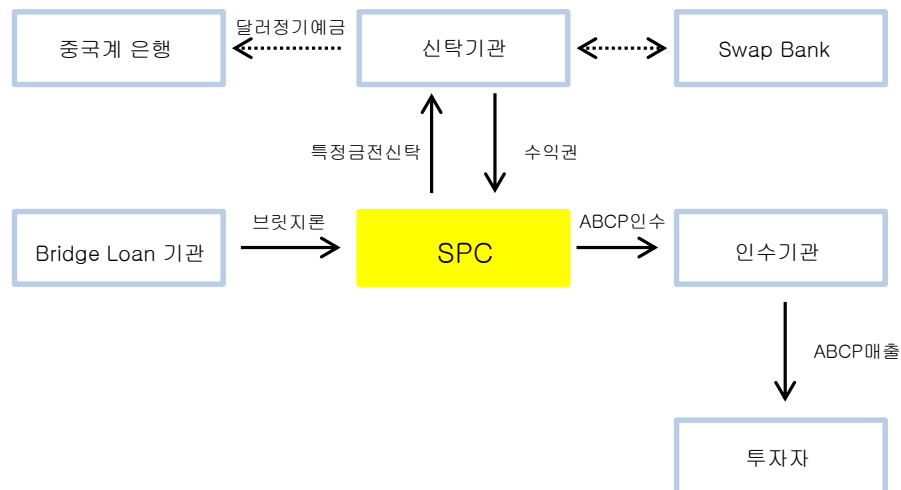 달러정기예금
중국계 은행
신탁기관
Swap Bank
특정금전신탁
수익권
브릿지론
ABCP인수
Bridge Loan 기관
SPC
인수기관
ABCP매출
투자자